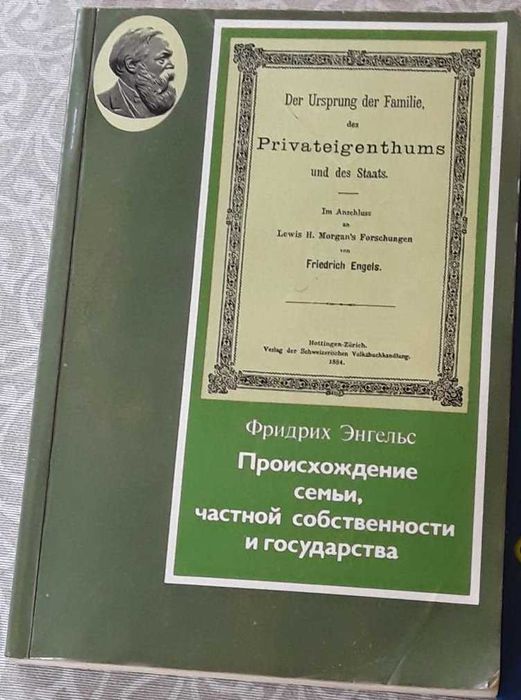 Der Ursprung der Familie,
des
Privateigenthums
und des Staats.
Im Anschluss
an
Lewis H. Morgan's Forschungen
von
Friedrich Engels.
Hottingen-Zürich.
Verlag der Schweizerischen Volksbuchhandlung.
1884.
Фридрих Энгельс
Происхождение
семьи,
частной собственности
и государства